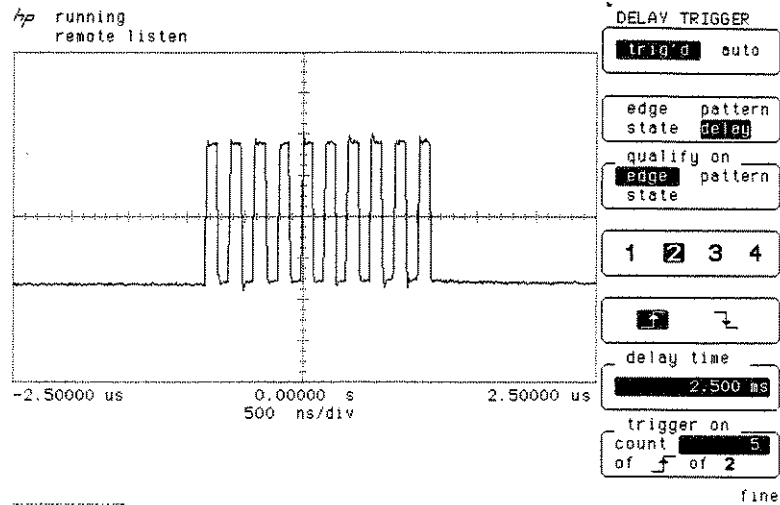 hp running
remote listen
-2.50000 us 0.00000 s 2.50000 us
500 ns/div
DELAY TRIGGER
trig'd auto
edge pattern
state delay
qualify on
edge pattern
state
1 2 3 4
delay time
2.500 ms
trigger on
count 5
of of 2
fine